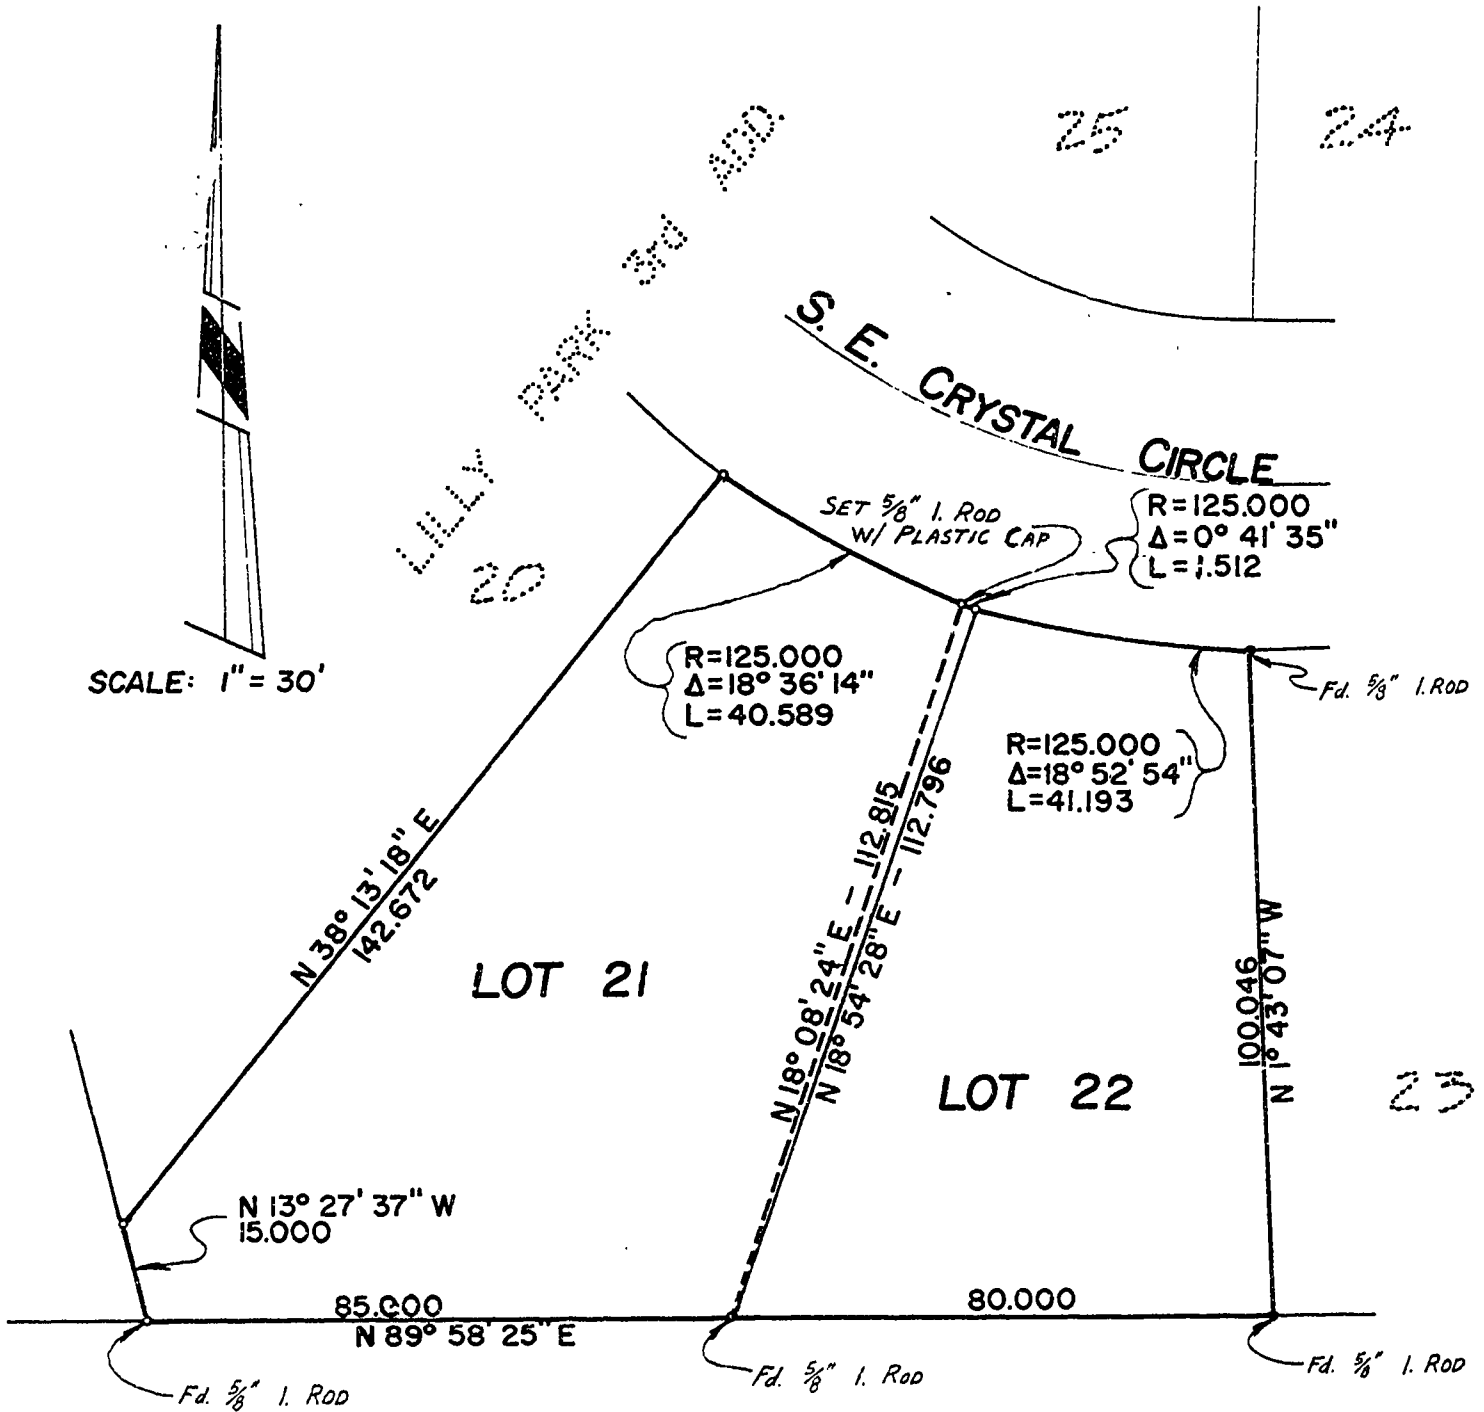 25
24
LILLY PARK 3rd ADD.
S. E. CRYSTAL CIRCLE
SET 5/8" I. ROD
W/ PLASTIC CAP
R=125.000
Δ=0° 41' 35"
L=1.512
20
SCALE: 1" = 30'
R=125.000
Δ=18° 36' 14"
L=40.589
Fd. 5/8" I. ROD
R=125.000
Δ=18° 52' 54"
L=41.193
N 38° 13' 18" E
142.672
N 18° 08' 24" E - 112.815
N 18° 54' 28" E - 112.796
100.046
N 1° 43' 07" W
LOT 21
LOT 22
23
N 13° 27' 37" W
15.000
85.000
N 89° 58' 25" E
80.000
Fd. 5/8" I. ROD
Fd. 5/8" I. ROD
Fd. 5/8" I. ROD